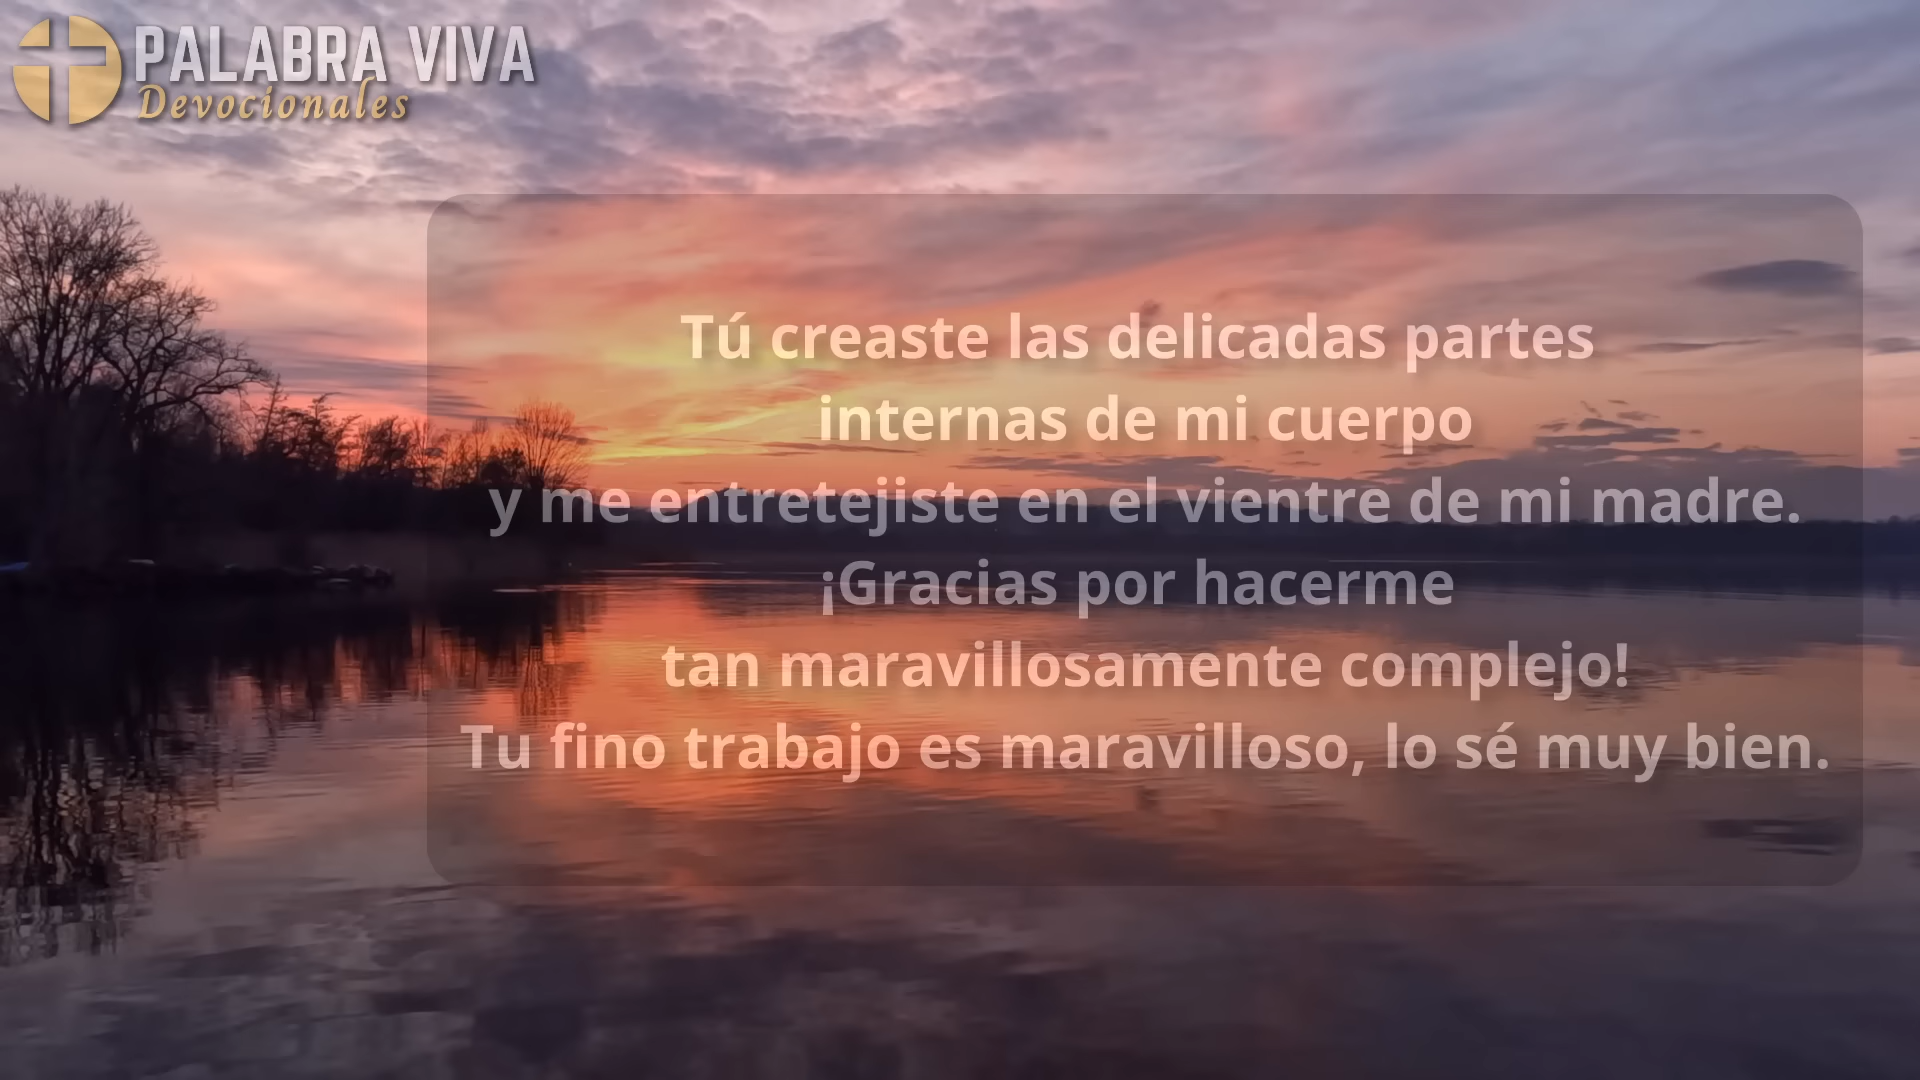 PALABRA VIVA
Devocionales
Tú creaste las delicadas partes
internas de mi cuerpo
y me entretejiste en el vientre de mi madre.
¡Gracias por hacerme
tan maravillosamente complejo!
Tu fino trabajo es maravilloso, lo sé muy bien.